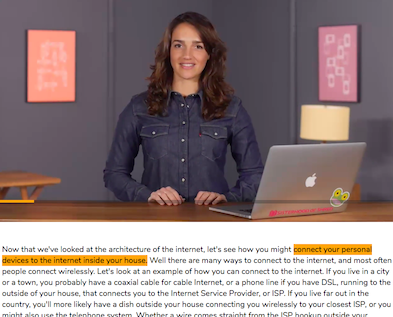 Now that we've looked at the architecture of the internet, let's see how you might connect your personal
devices to the internet inside your house. Well there are many ways to connect to the internet, and most often
people connect wirelessly. Let's look at an example of how you can connect to the internet. If you live in a city
or a town, you probably have a coaxial cable for cable Internet, or a phone line if you have DSL, running to the
outside of your house, that connects you to the Internet Service Provider, or ISP. If you live far out in the
country, you'll more likely have a dish outside your house connecting you wirelessly to your closest ISP, or you
might also use the telephone system. Whether a wire comes straight from the ISP hookup outside your